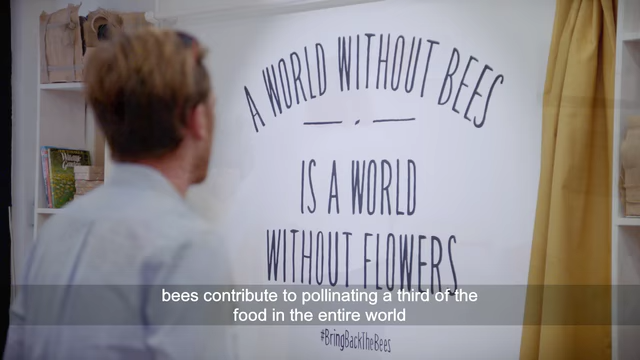 A WORLD WITHOUT BEES
IS A WORLD
WITHOUT FLOWERS
bees contribute to pollinating a third of the
food in the entire world
#BringBackTheBees